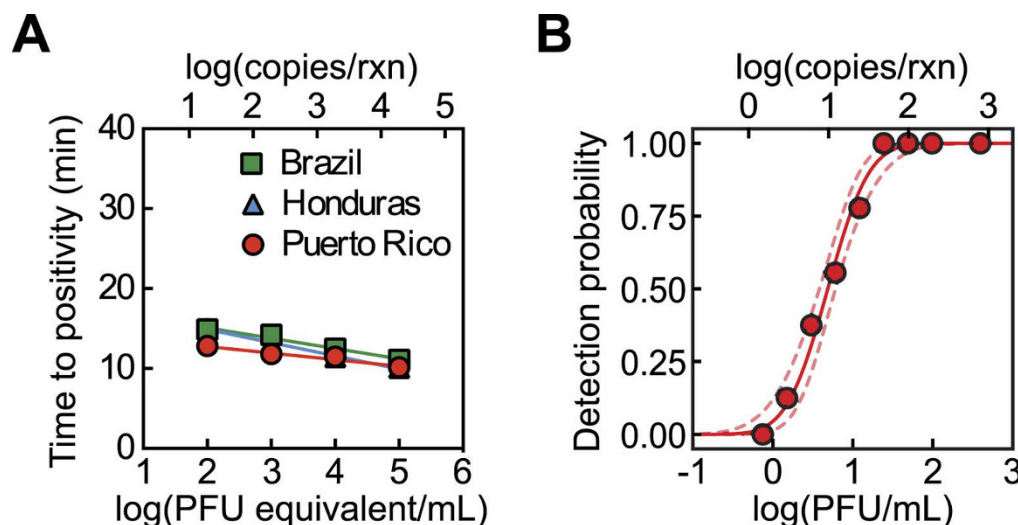 A
log(copies/rxn)
1 2 3 4 5
Time to positivity (min)
40
30
20
10
0
Brazil
Honduras
Puerto Rico
1 2 3 4 5 6
log(PFU equivalent/mL)
B
log(copies/rxn)
0 1 2 3
Detection probability
1.00
0.75
0.50
0.25
0.00
-1 0 1 2 3
log(PFU/mL)